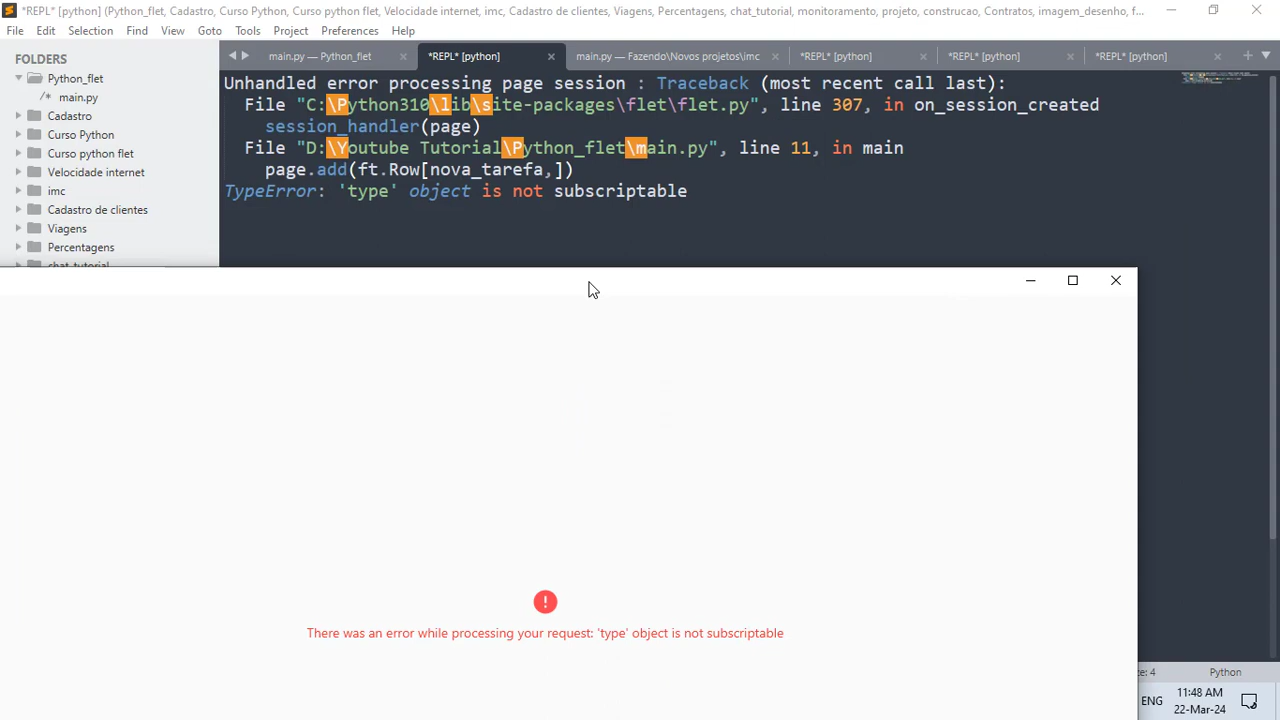 *REPL* [python] (Python_flet, Cadastro, Curso Python, Curso python flet, Velocidade internet, imc, Cadastro de clientes, Viagens, Percentagens, chat_tutorial, monitoramento, projeto, construcao, Contratos, imagem_desenho, f...
File Edit Selection Find View Goto Tools Project Preferences Help
FOLDERS
Python_flet
/* main.py
Cadastro
Curso Python
Curso python flet
Velocidade internet
imc
Cadastro de clientes
Viagens
Percentagens
chat_tutorial
main.py — Python_flet
*REPL* [python]
main.py — Fazendo\Novos projetos\imc
*REPL* [python]
*REPL* [python]
*REPL* [python]
Unhandled error processing page session : Traceback (most recent call last):
File "C:\Python310\lib\site-packages\flet\flet.py", line 307, in on_session_created
session_handler(page)
File "D:\Youtube Tutorial\Python_flet\main.py", line 11, in main
page.add(ft.Row[nova_tarefa,])
TypeError: 'type' object is not subscriptable
There was an error while processing your request: 'type' object is not subscriptable
: 4 Python
ENG
11:48 AM
22-Mar-24